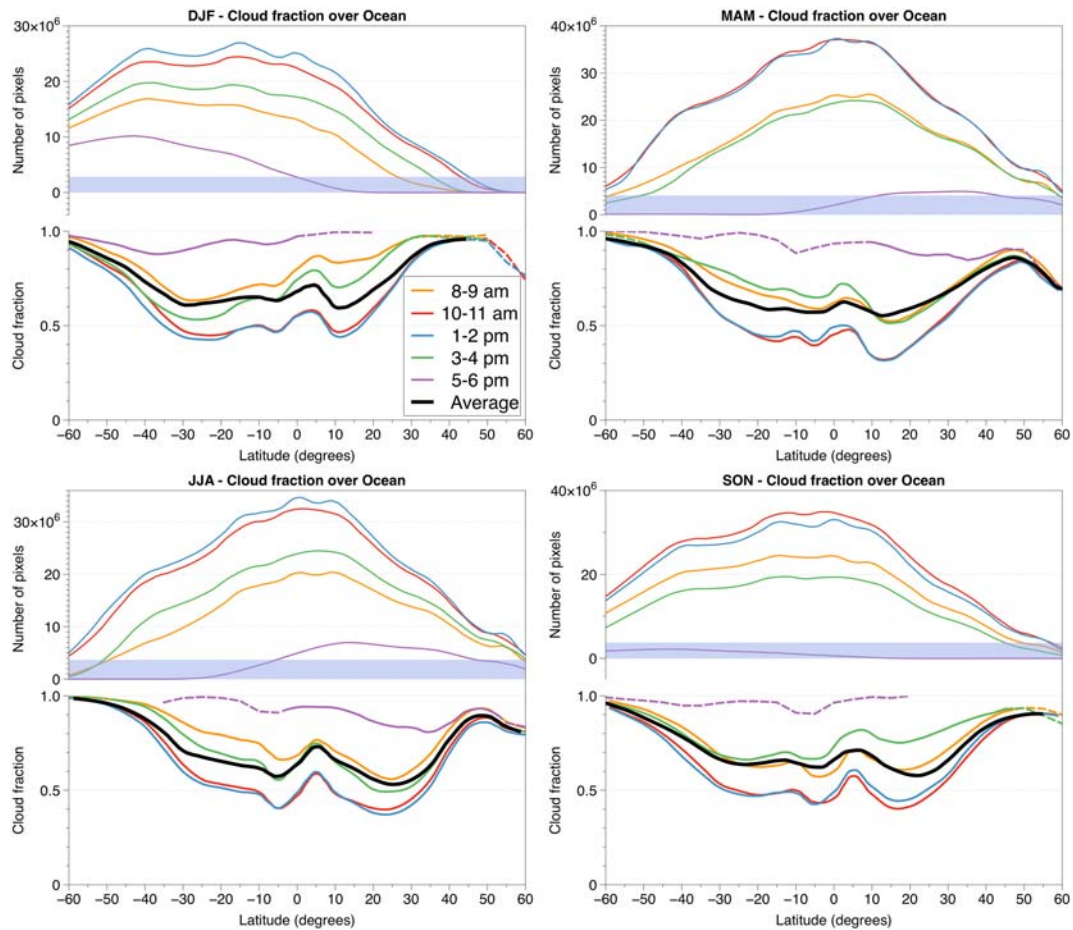 DJF - Cloud fraction over Ocean
30×10⁶
20
10
0
Number of pixels
1.0
0.5
0
Cloud fraction
8-9 am
10-11 am
1-2 pm
3-4 pm
5-6 pm
Average
−60 −50 −40 −30 −20 −10 0 10 20 30 40 50 60
Latitude (degrees)
MAM - Cloud fraction over Ocean
40×10⁶
30
20
10
0
Number of pixels
1.0
0.5
0
Cloud fraction
−60 −50 −40 −30 −20 −10 0 10 20 30 40 50 60
Latitude (degrees)
JJA - Cloud fraction over Ocean
30×10⁶
20
10
0
Number of pixels
1.0
0.5
0
Cloud fraction
−60 −50 −40 −30 −20 −10 0 10 20 30 40 50 60
Latitude (degrees)
SON - Cloud fraction over Ocean
40×10⁶
20
0
Number of pixels
1.0
0.5
0
Cloud fraction
−60 −50 −40 −30 −20 −10 0 10 20 30 40 50 60
Latitude (degrees)